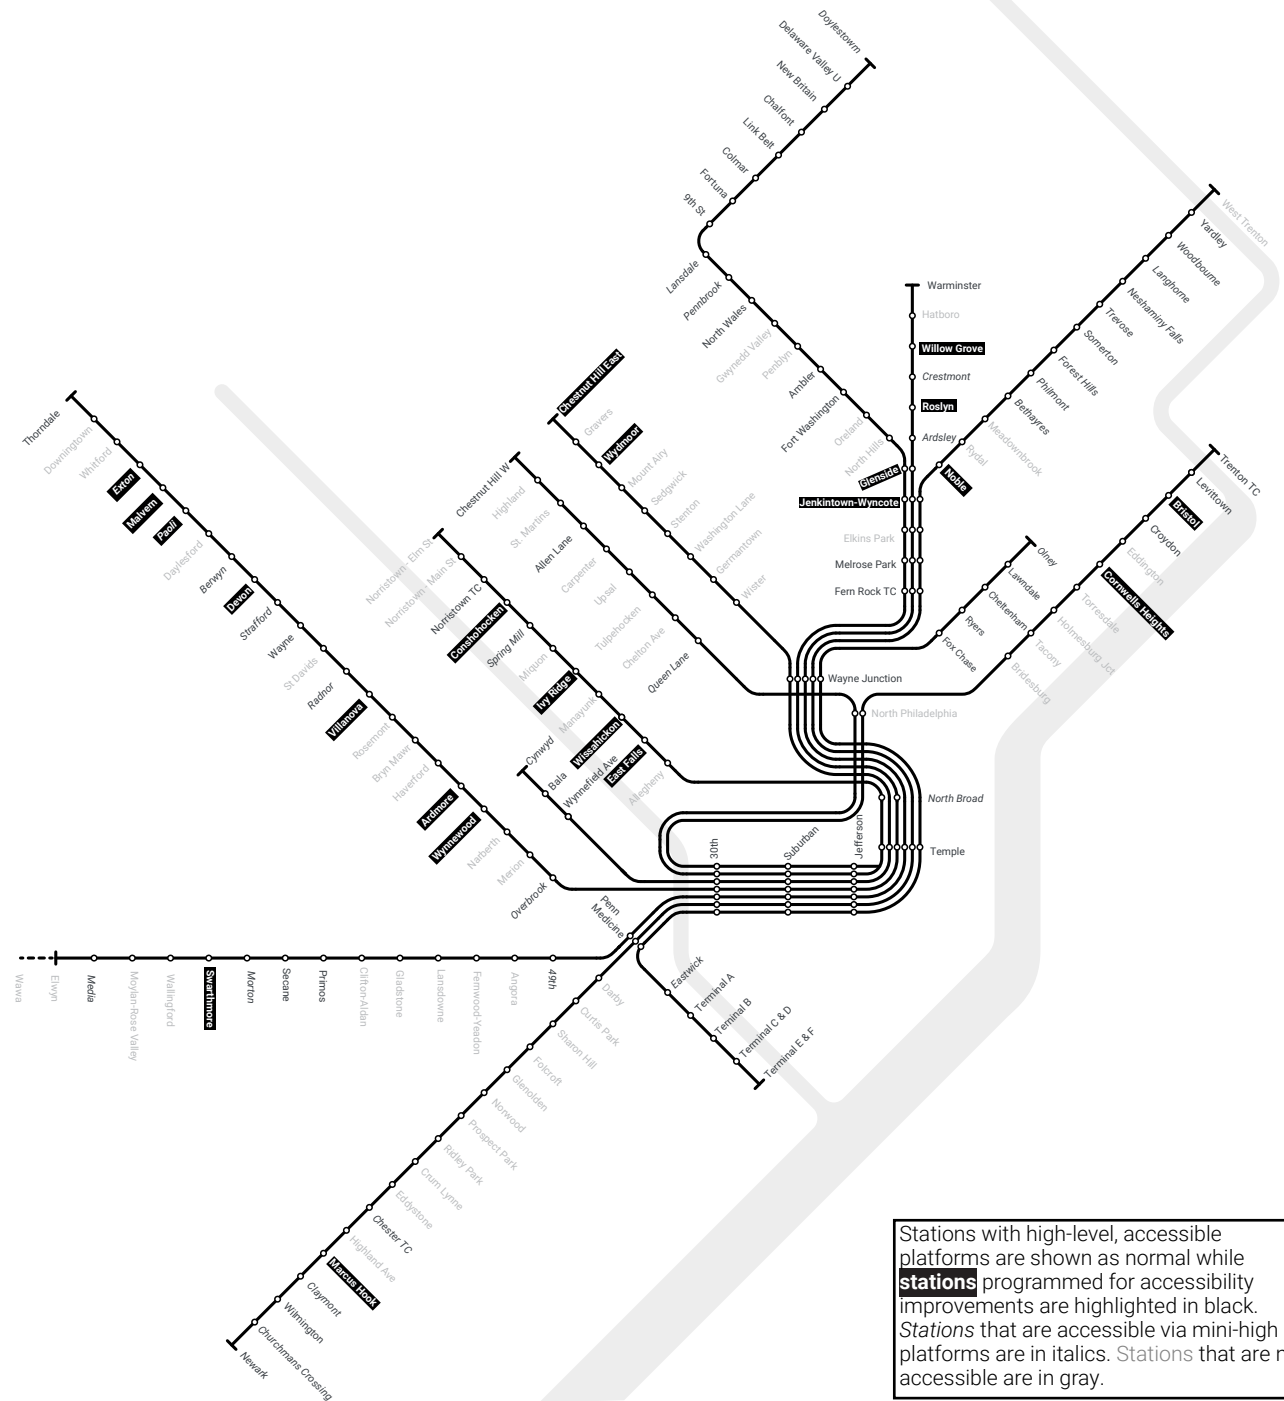 Doylestown
Delaware Valley U
New Britain
Chalfont
Link Belt
Colmar
Fortuna
9th St
Lansdale
Pennbrook
North Wales
Gwynedd Valley
Penblyn
Ambler
Fort Washington
Oreland
North Hills
Glenside
Jenkintown-Wyncote
Elkins Park
Melrose Park
Fern Rock TC
Warminster
Hatboro
Willow Grove
Crestmont
Roslyn
Ardsley
West Trenton
Yardley
Woodbourne
Langhorne
Neshaminy Falls
Trevose
Somerton
Forest Hills
Philmont
Bethayres
Meadowbrook
Rydal
Noble
Trenton TC
Levittown
Bristol
Croydon
Eddington
Cornwells Heights
Torresdale
Holmesburg Jct
Tacony
Bridesburg
Olney
Lawndale
Cheltenham
Ryers
Fox Chase
Chestnut Hill East
Gravers
Wydmoor
Mount Airy
Sedgwick
Stenton
Washington Lane
Germantown
Wister
Wayne Junction
North Philadelphia
Chestnut Hill W
Highland
St. Martins
Allen Lane
Carpenter
Upsal
Tulpehocken
Chelton Ave
Queen Lane
Norristown - Elm St
Norristown - Main St
Norristown TC
Conshohocken
Spring Mill
Miquon
Ivy Ridge
Manayunk
Wissahickon
East Falls
Allegheny
Cynwyd
Bala
Wynnefield Ave
Thorndale
Downingtown
Whitford
Exton
Malvern
Paoli
Daylesford
Berwyn
Devon
Strafford
Wayne
St Davids
Radnor
Villanova
Rosemont
Bryn Mawr
Haverford
Ardmore
Wynnewood
Narberth
Merion
Overbrook
North Broad
Temple
Jefferson
Suburban
30th
Penn
Medicine
Wawa
Elwyn
Media
Moylan-Rose Valley
Wallingford
Swarthmore
Morton
Secane
Primos
Clifton-Aldan
Gladstone
Lansdowne
Fernwood-Yeadon
Angora
49th
Eastwick
Terminal A
Terminal B
Terminal C & D
Terminal E & F
Darby
Curtis Park
Sharon Hill
Folcroft
Glenolden
Norwood
Prospect Park
Ridley Park
Crum Lynne
Eddystone
Chester TC
Highland Ave
Marcus Hook
Claymont
Wilmington
Churchmans Crossing
Newark
Stations with high-level, accessible
platforms are shown as normal while
stations programmed for accessibility
improvements are highlighted in black.
Stations that are accessible via mini-high
platforms are in italics. Stations that are n
accessible are in gray.